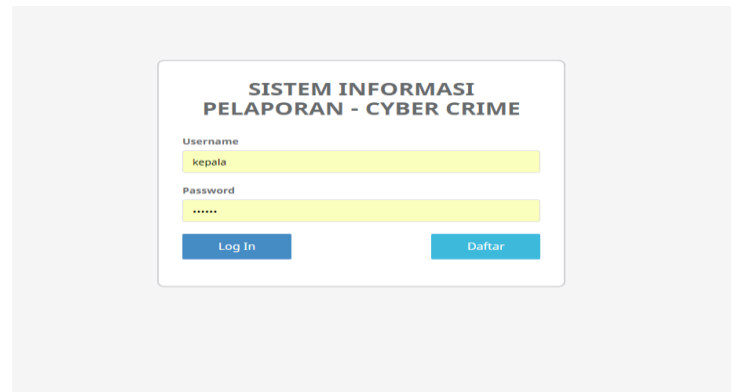 SISTEM INFORMASI
PELAPORAN - CYBER CRIME
Username
kepala
Password
••••••
Log In
Daftar